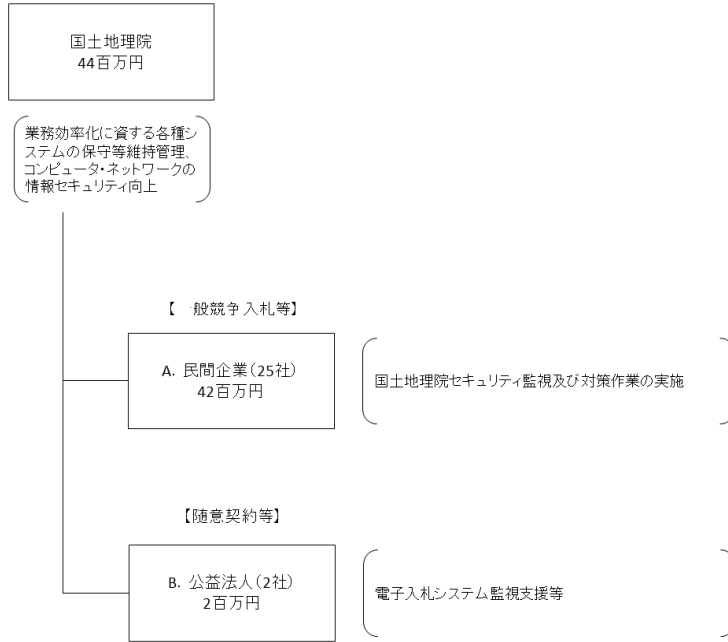 国土地理院
44百万円
業務効率化に資する各種シ
ステムの保守等維持管理、
コンピュータ・ネットワークの
情報セキュリティ向上
【一般競争入札等】
A. 民間企業(25社)
42百万円
国土地理院セキュリティ監視及び対策作業の実施
【随意契約等】
B. 公益法人(2社)
2百万円
電子入札システム監視支援等